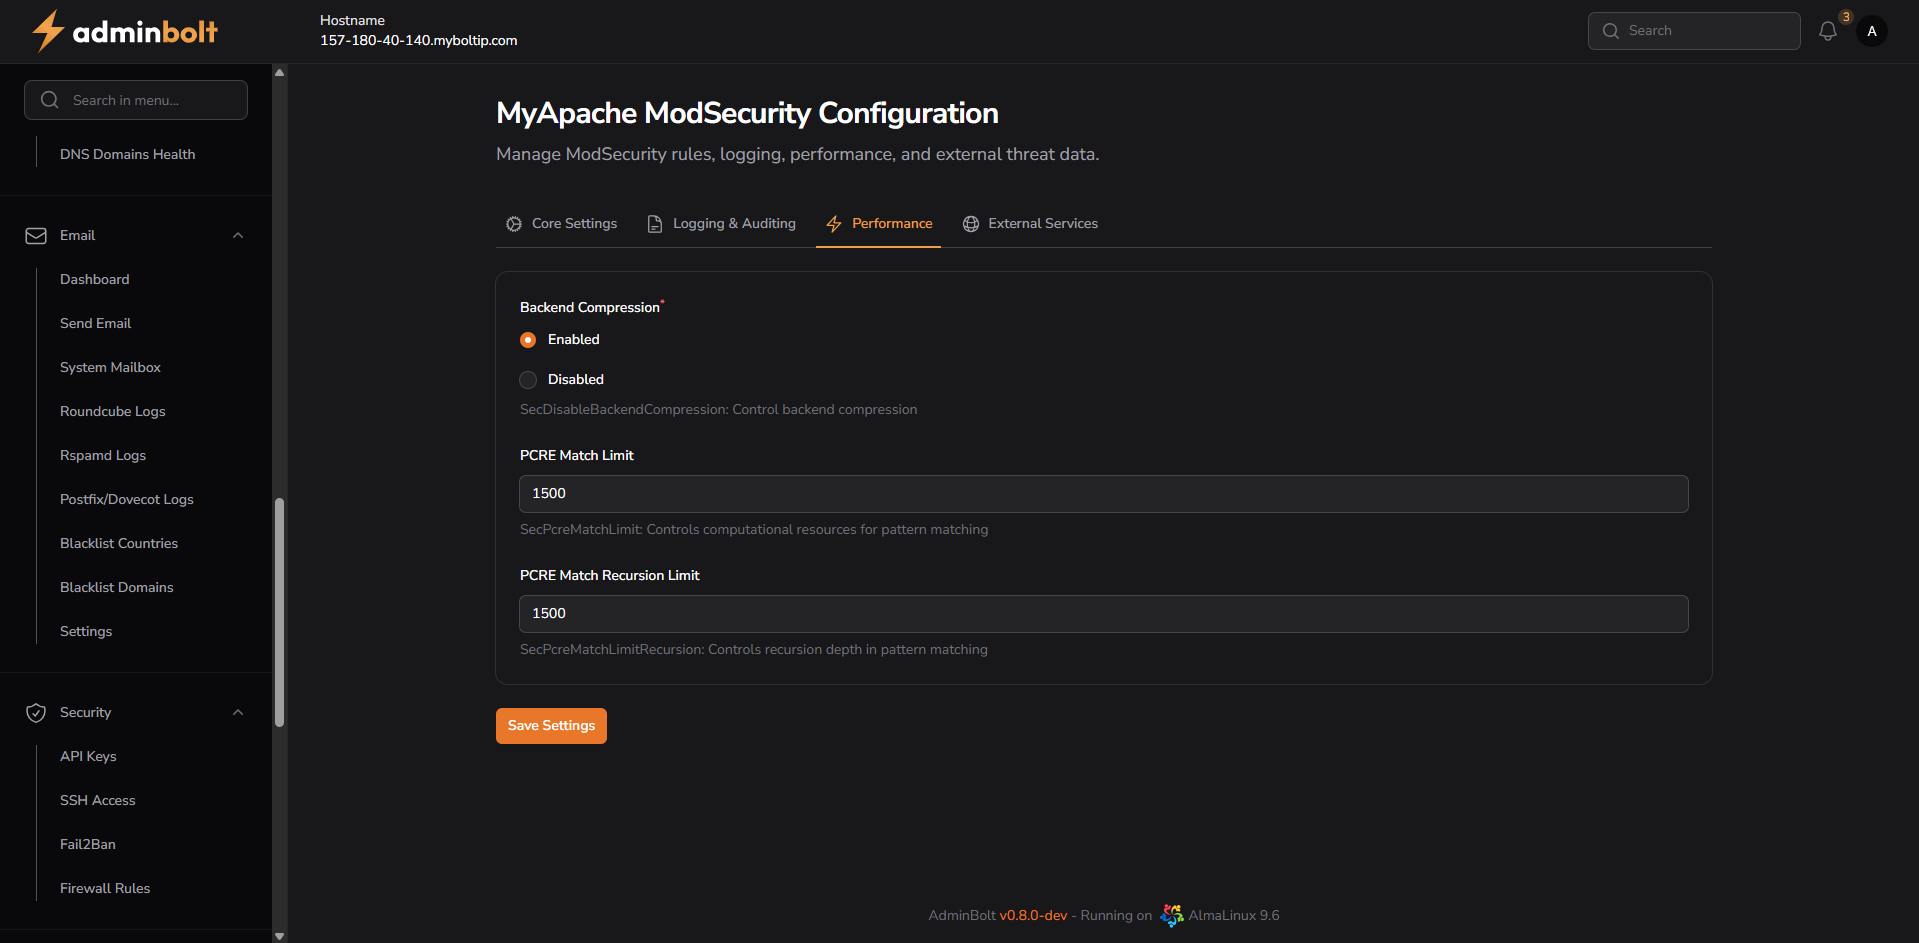 adminbolt
Hostname
157-180-40-140.myboltip.com
Search
3
A
Search in menu...
DNS Domains Health
Email
Dashboard
Send Email
System Mailbox
Roundcube Logs
Rspamd Logs
Postfix/Dovecot Logs
Blacklist Countries
Blacklist Domains
Settings
Security
API Keys
SSH Access
Fail2Ban
Firewall Rules
MyApache ModSecurity Configuration
Manage ModSecurity rules, logging, performance, and external threat data.
Core Settings
Logging & Auditing
Performance
External Services
Backend Compression*
Enabled
Disabled
SecDisableBackendCompression: Control backend compression
PCRE Match Limit
1500
SecPcreMatchLimit: Controls computational resources for pattern matching
PCRE Match Recursion Limit
1500
SecPcreMatchLimitRecursion: Controls recursion depth in pattern matching
Save Settings
AdminBolt v0.8.0-dev - Running on AlmaLinux 9.6